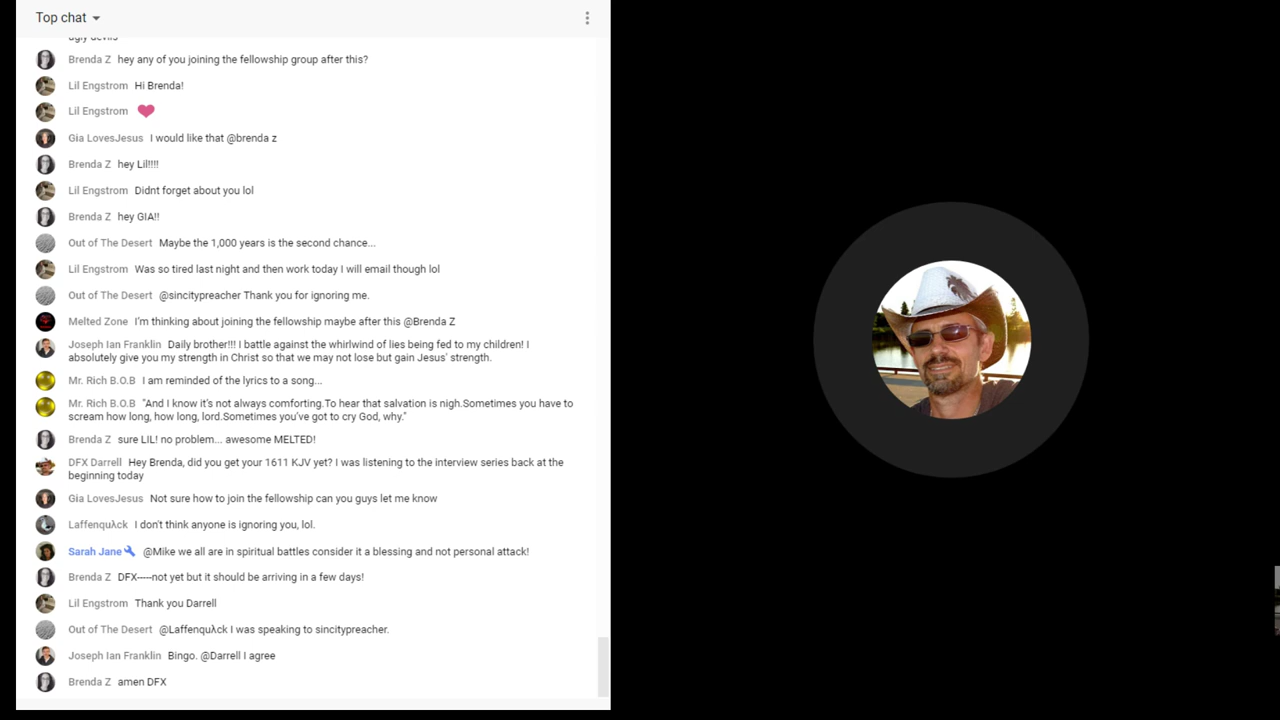 Top chat
ugly devils
Brenda Z hey any of you joining the fellowship group after this?
Lil Engstrom Hi Brenda!
Lil Engstrom
Gia LovesJesus I would like that @brenda z
Brenda Z hey Lil!!!!
Lil Engstrom Didnt forget about you lol
Brenda Z hey GIA!!
Out of The Desert Maybe the 1,000 years is the second chance...
Lil Engstrom Was so tired last night and then work today I will email though lol
Out of The Desert @sincitypreacher Thank you for ignoring me.
Melted Zone I'm thinking about joining the fellowship maybe after this @Brenda Z
Joseph Ian Franklin Daily brother!!! I battle against the whirlwind of lies being fed to my children! I
absolutely give you my strength in Christ so that we may not lose but gain Jesus' strength.
Mr. Rich B.O.B I am reminded of the lyrics to a song...
Mr. Rich B.O.B "And I know it's not always comforting.To hear that salvation is nigh.Sometimes you have to
scream how long, how long, lord.Sometimes you've got to cry God, why."
Brenda Z sure LIL! no problem... awesome MELTED!
DFX Darrell Hey Brenda, did you get your 1611 KJV yet? I was listening to the interview series back at the
beginning today
Gia LovesJesus Not sure how to join the fellowship can you guys let me know
Laffenquλck I don't think anyone is ignoring you, lol.
Sarah Jane @Mike we all are in spiritual battles consider it a blessing and not personal attack!
Brenda Z DFX-----not yet but it should be arriving in a few days!
Lil Engstrom Thank you Darrell
Out of The Desert @Laffenquλck I was speaking to sincitypreacher.
Joseph Ian Franklin Bingo. @Darrell I agree
Brenda Z amen DFX